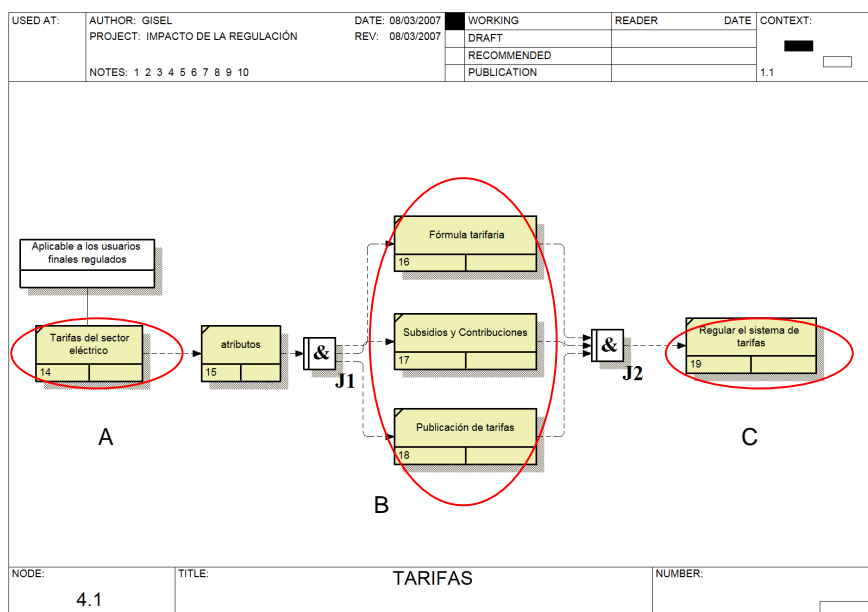 USED AT:
AUTHOR: GISEL
DATE: 08/03/2007
WORKING
READER
DATE
CONTEXT:
PROJECT: IMPACTO DE LA REGULACIÓN
REV: 08/03/2007
DRAFT
RECOMMENDED
NOTES: 1 2 3 4 5 6 7 8 9 10
PUBLICATION
1.1
Aplicable a los usuarios
finales regulados
Tarifas del sector
eléctrico
14
atributos
15
&
J1
Fórmula tarifaria
16
Subsidios y Contribuciones
17
Publicación de tarifas
18
&
J2
Regular el sistema de
tarifas
19
A
B
C
NODE:
4.1
TITLE:
TARIFAS
NUMBER: